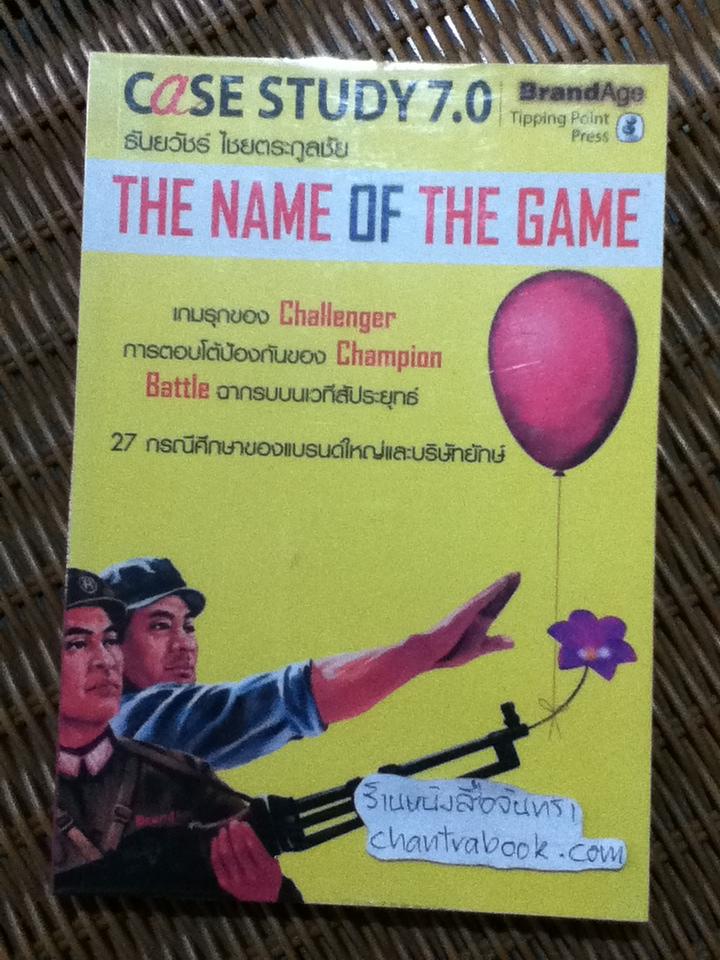 CaSE STUDY 7.0
BrandAge
Tipping Point
Press
ธันยวัชร์ ไชยตระกูลชัย
THE NAME OF THE GAME
เกมรุกของ Challenger
การตอบโต้ป้องกันของ Champion
Battle ฉากรบบนเวทีสัประยุทธ์
27 กรณีศึกษาของแบรนด์ใหญ่และบริษัทยักษ์
ร้านหนังสือจันทรา
chantrabook.com